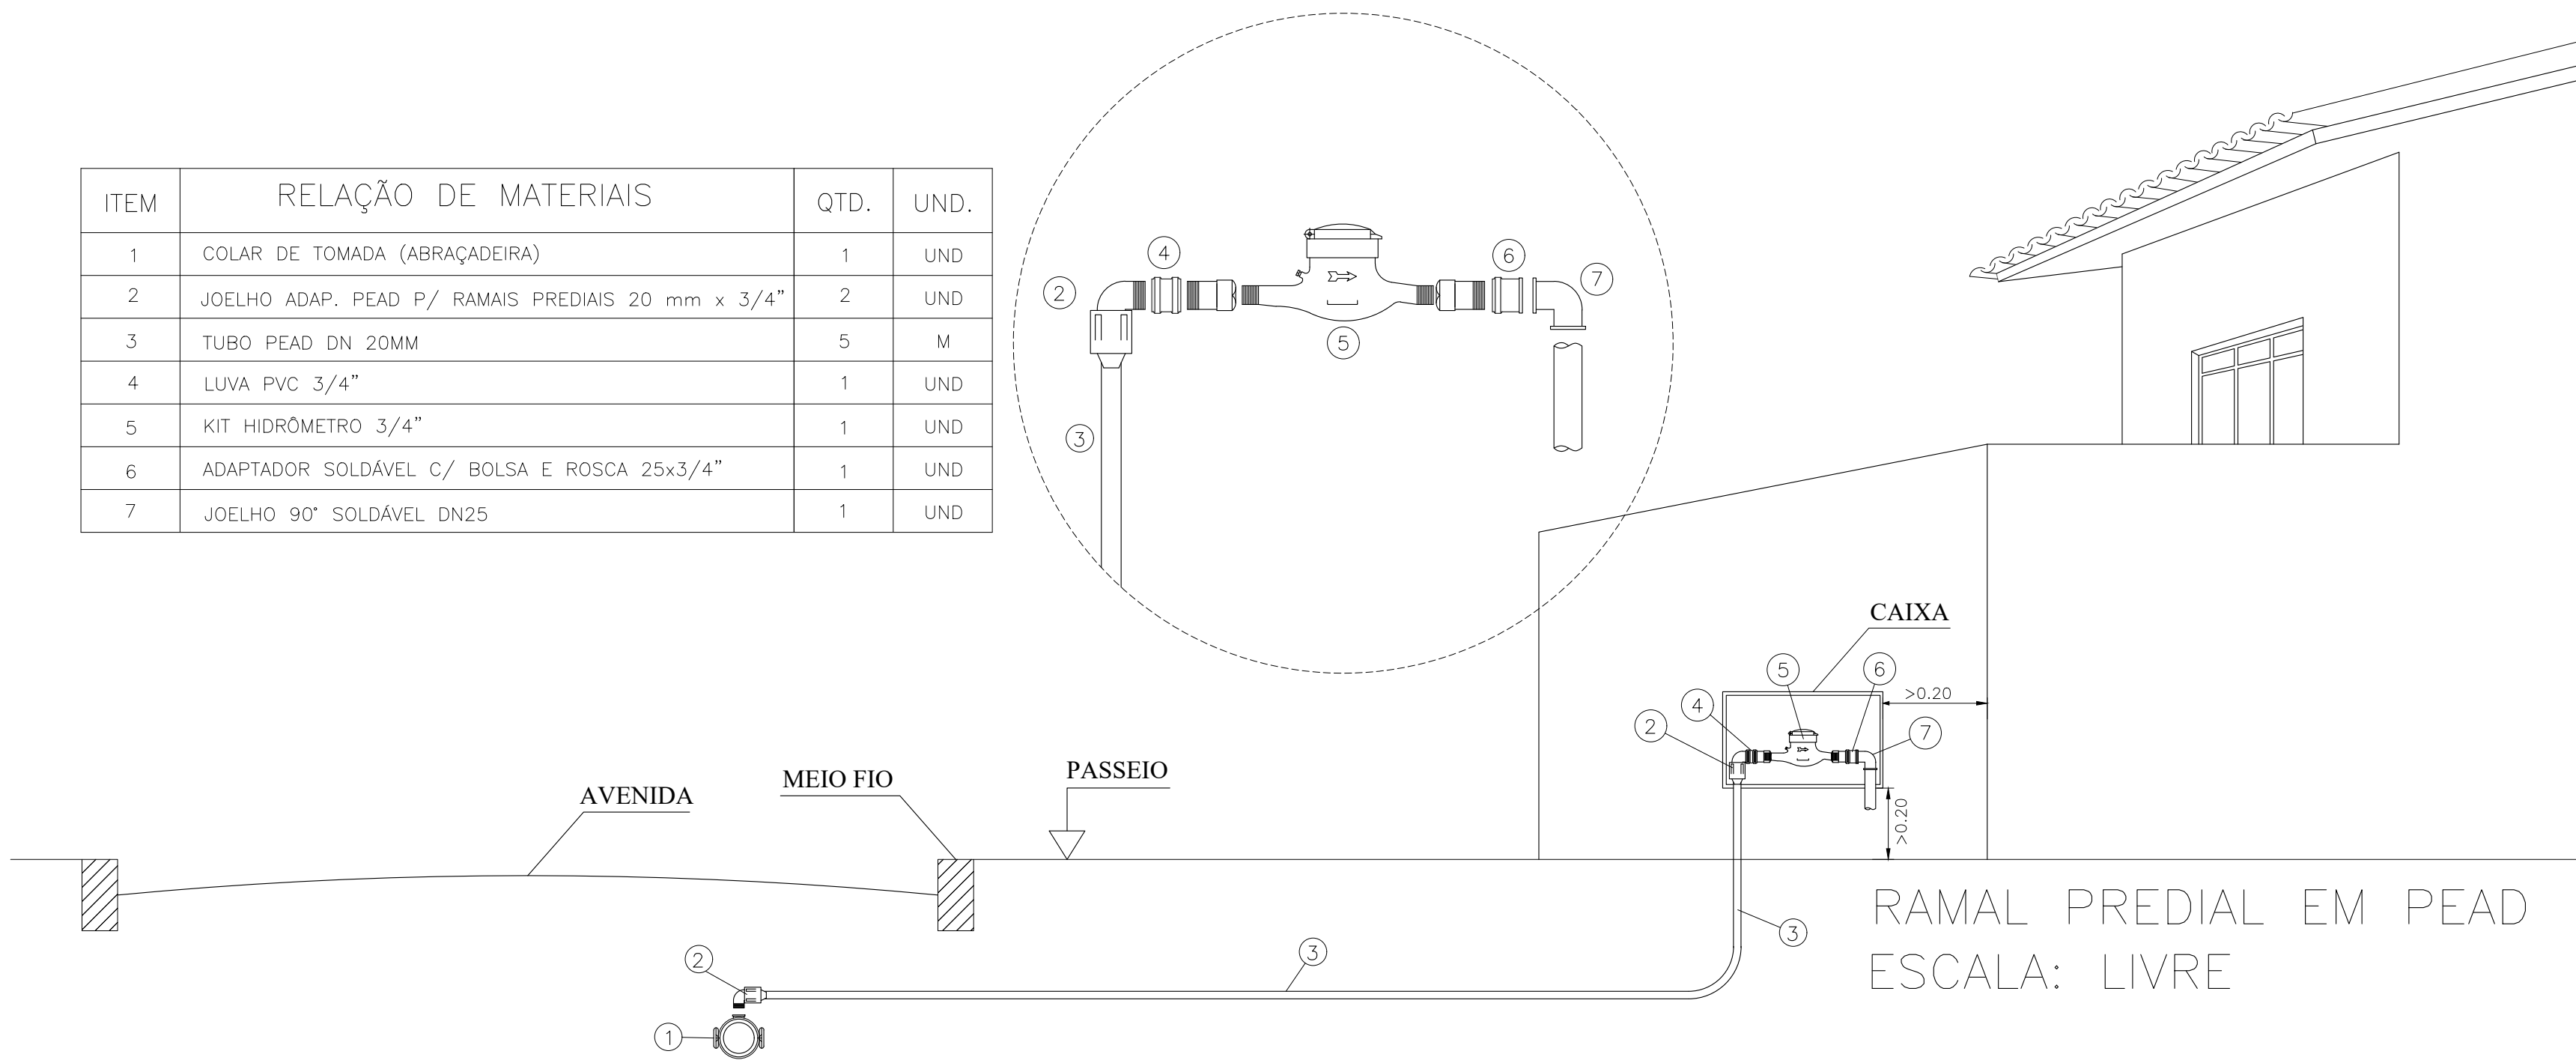 ITEM RELAÇÃO DE MATERIAIS QTD. UND.
1 COLAR DE TOMADA (ABRAÇADEIRA) 1 UND
2 JOELHO ADAP. PEAD P/ RAMAIS PREDIAIS 20 mm x 3/4" 2 UND
3 TUBO PEAD DN 20MM 5 M
4 LUVA PVC 3/4" 1 UND
5 KIT HIDRÔMETRO 3/4" 1 UND
6 ADAPTADOR SOLDÁVEL C/ BOLSA E ROSCA 25x3/4" 1 UND
7 JOELHO 90° SOLDÁVEL DN25 1 UND
4
6
2
7
5
3
CAIXA
5
6
>0.20
4
2
7
PASSEIO
MEIO FIO
AVENIDA
>0.20
3
RAMAL PREDIAL EM PEAD
ESCALA: LIVRE
2
3
1